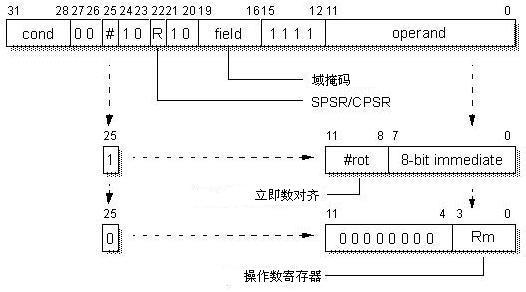 31 28 27 26 25 24 23 22 21 20 19 16 15 12 11 0
cond 0 0 # 1 0 R 1 0 field 1 1 1 1 operand
域掩码
SPSR/CPSR
25 11 8 7 0
1 #rot 8-bit immediate
立即数对齐
25 11 4 3 0
0 0 0 0 0 0 0 0 0 Rm
操作数寄存器